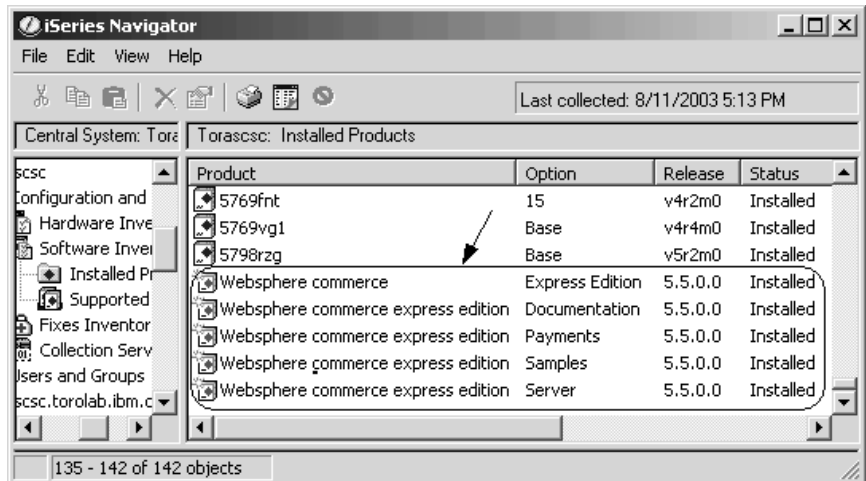 iSeries Navigator
File Edit View Help
Last collected: 8/11/2003 5:13 PM
Central System: Tora
Torascsc: Installed Products
scsc
Configuration and
Hardware Inve
Software Inver
Installed Pr
Supported
Fixes Inventor
Collection Serv
Users and Groups
scsc.torolab.ibm.c
Product Option Release Status
5769fnt 15 v4r2m0 Installed
5769vg1 Base v4r4m0 Installed
5798rzg Base v5r2m0 Installed
Websphere commerce Express Edition 5.5.0.0 Installed
Websphere commerce express edition Documentation 5.5.0.0 Installed
Websphere commerce express edition Payments 5.5.0.0 Installed
Websphere commerce express edition Samples 5.5.0.0 Installed
Websphere commerce express edition Server 5.5.0.0 Installed
135 - 142 of 142 objects